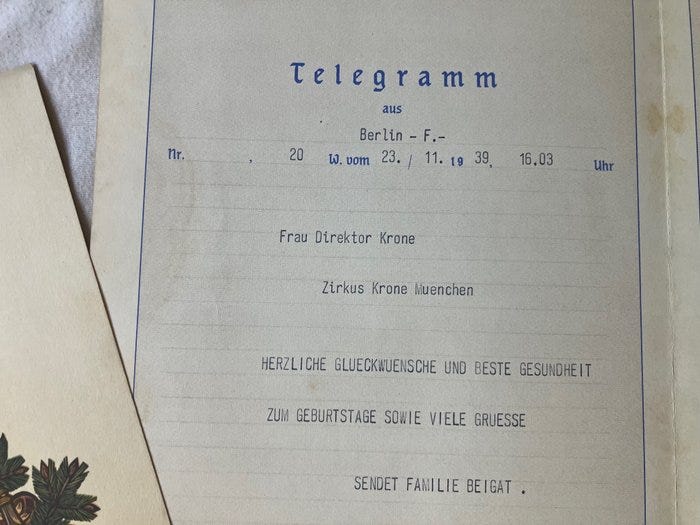 Telegramm
aus
Berlin - F.-
Nr. , 20 W. vom 23. / 11. 19 39, 16.03 Uhr
Frau Direktor Krone
Zirkus Krone Muenchen
HERZLICHE GLUECKWUENSCHE UND BESTE GESUNDHEIT
ZUM GEBURTSTAGE SOWIE VIELE GRUESSE
SENDET FAMILIE BEIGAT .